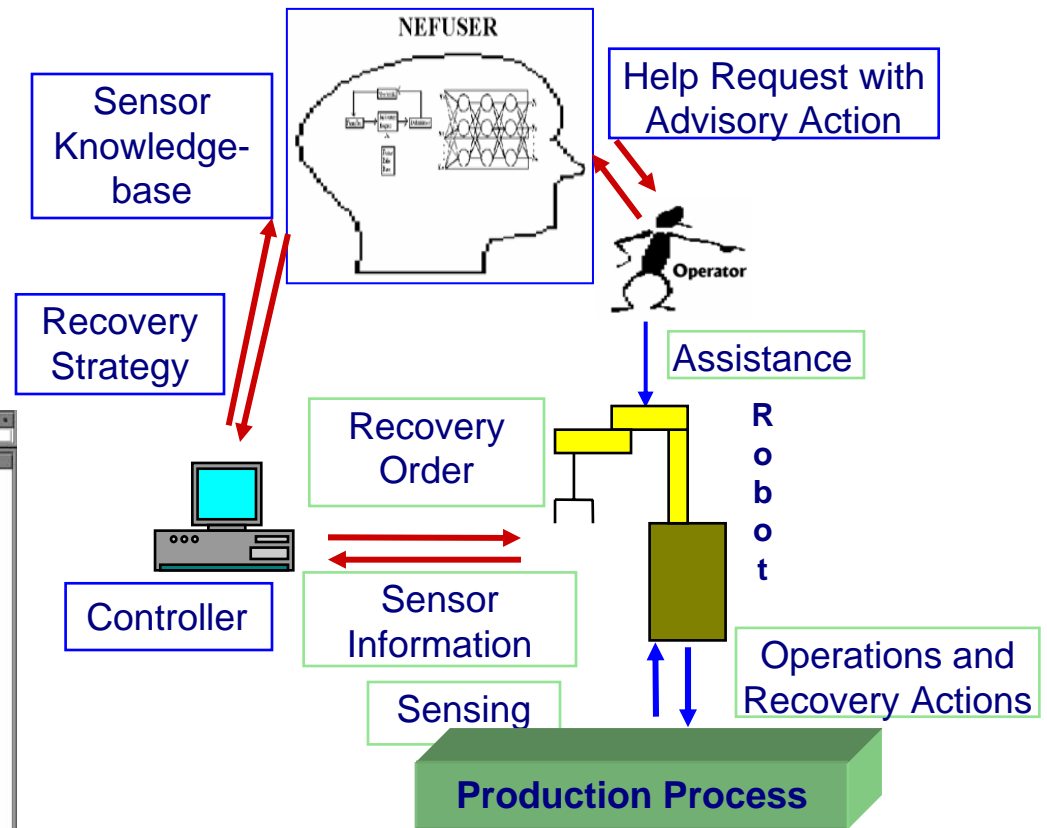 NEFUSER
Sensor
Knowledge-
base
Help Request with
Advisory Action
Operator
Recovery
Strategy
Assistance
Robot
Recovery
Order
Controller
Sensor
Information
Operations and
Recovery Actions
Sensing
Production Process